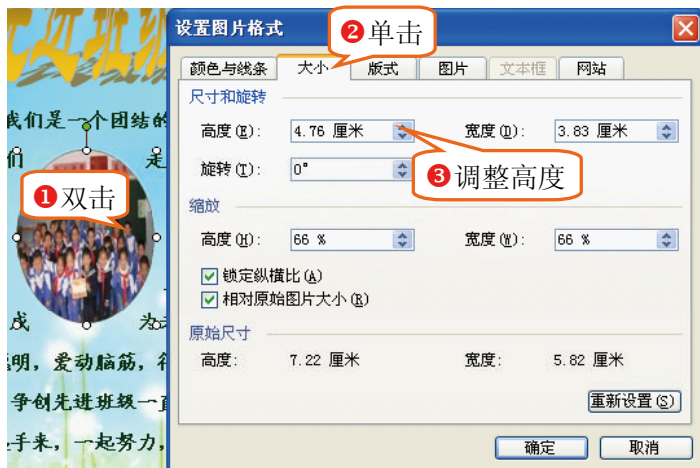 先进班级
设置图片格式
❷单击
颜色与线条 大小 版式 图片 文本框 网站
尺寸和旋转
我们是一个团结的
高度(E): 4.76 厘米 宽度(D): 3.83 厘米
们 是
旋转(T): 0°
❸调整高度
❶双击
缩放
高度(H): 66 % 宽度(W): 66 %
锁定纵横比(A)
相对原始图片大小(R)
成 为
原始尺寸
高度: 7.22 厘米 宽度: 5.82 厘米
明，爱动脑筋，
争创先进班级一
重新设置(S)
手来，一起努力，
确定 取消